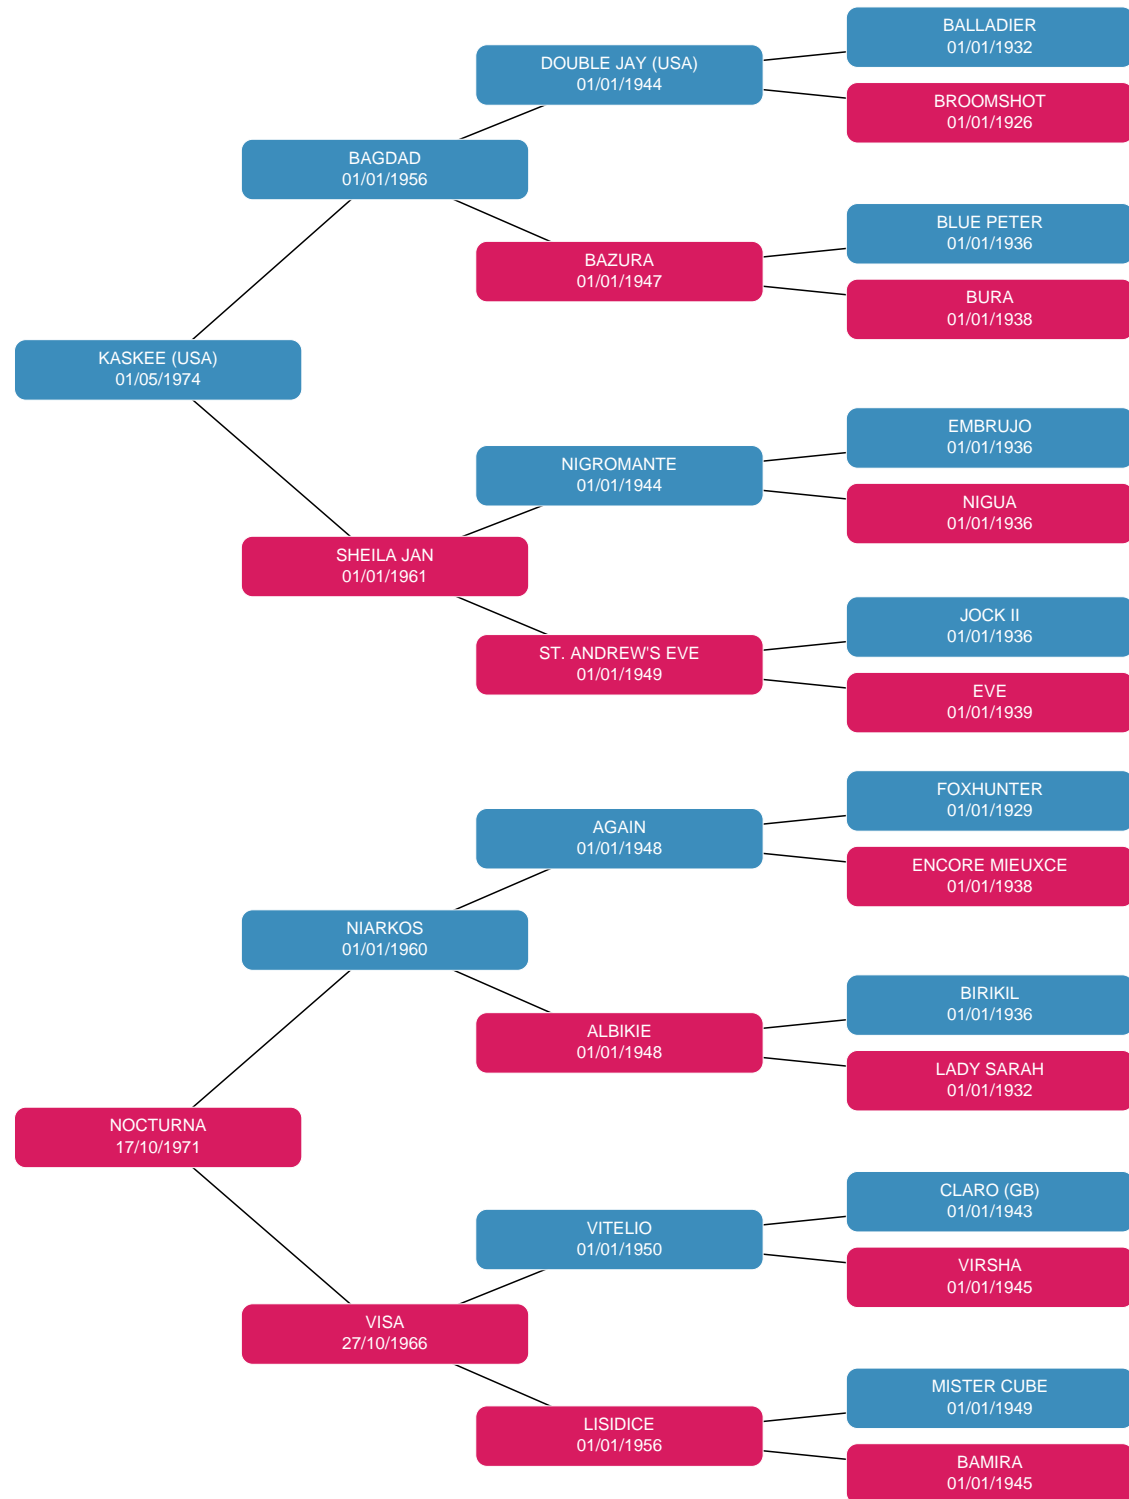 BALLADIER
01/01/1932
DOUBLE JAY (USA)
01/01/1944
BROOMSHOT
01/01/1926
BAGDAD
01/01/1956
BLUE PETER
01/01/1936
BAZURA
01/01/1947
BURA
01/01/1938
KASKEE (USA)
01/05/1974
EMBRUJO
01/01/1936
NIGROMANTE
01/01/1944
NIGUA
01/01/1936
SHEILA JAN
01/01/1961
JOCK II
01/01/1936
ST. ANDREW'S EVE
01/01/1949
EVE
01/01/1939
FOXHUNTER
01/01/1929
AGAIN
01/01/1948
ENCORE MIEUXCE
01/01/1938
NIARKOS
01/01/1960
BIRIKIL
01/01/1936
ALBIKIE
01/01/1948
LADY SARAH
01/01/1932
NOCTURNA
17/10/1971
CLARO (GB)
01/01/1943
VITELIO
01/01/1950
VIRSHA
01/01/1945
VISA
27/10/1966
MISTER CUBE
01/01/1949
LISIDICE
01/01/1956
BAMIRA
01/01/1945